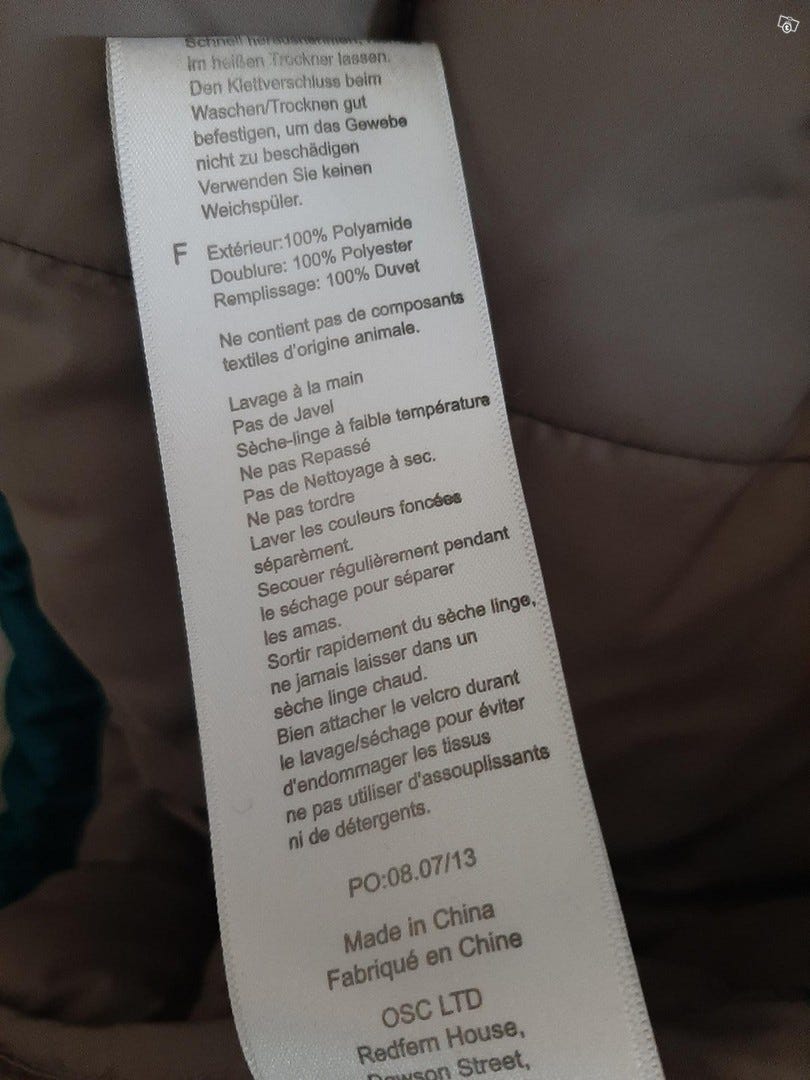 Schnell herausnehmen,
Im heißen Trockner lassen.
Den Klettverschluss beim
Waschen/Trocknen gut
befestigen, um das Gewebe
nicht zu beschädigen
Verwenden Sie keinen
Weichspüler.
F Extérieur:100% Polyamide
Doublure: 100% Polyester
Remplissage: 100% Duvet
Ne contient pas de composants
textiles d'origine animale.
Lavage à la main
Pas de Javel
Sèche-linge à faible température
Ne pas Repassé
Pas de Nettoyage à sec.
Ne pas tordre
Laver les couleurs foncées
séparèment.
Secouer régulièrement pendant
le séchage pour séparer
les amas.
Sortir rapidement du sèche linge,
ne jamais laisser dans un
sèche linge chaud.
Bien attacher le velcro durant
le lavage/séchage pour éviter
d'endommager les tissus
ne pas utiliser d'assouplissants
ni de détergents.
PO:08.07/13
Made in China
Fabriqué en Chine
OSC LTD
Redfern House,
Dawson Street,